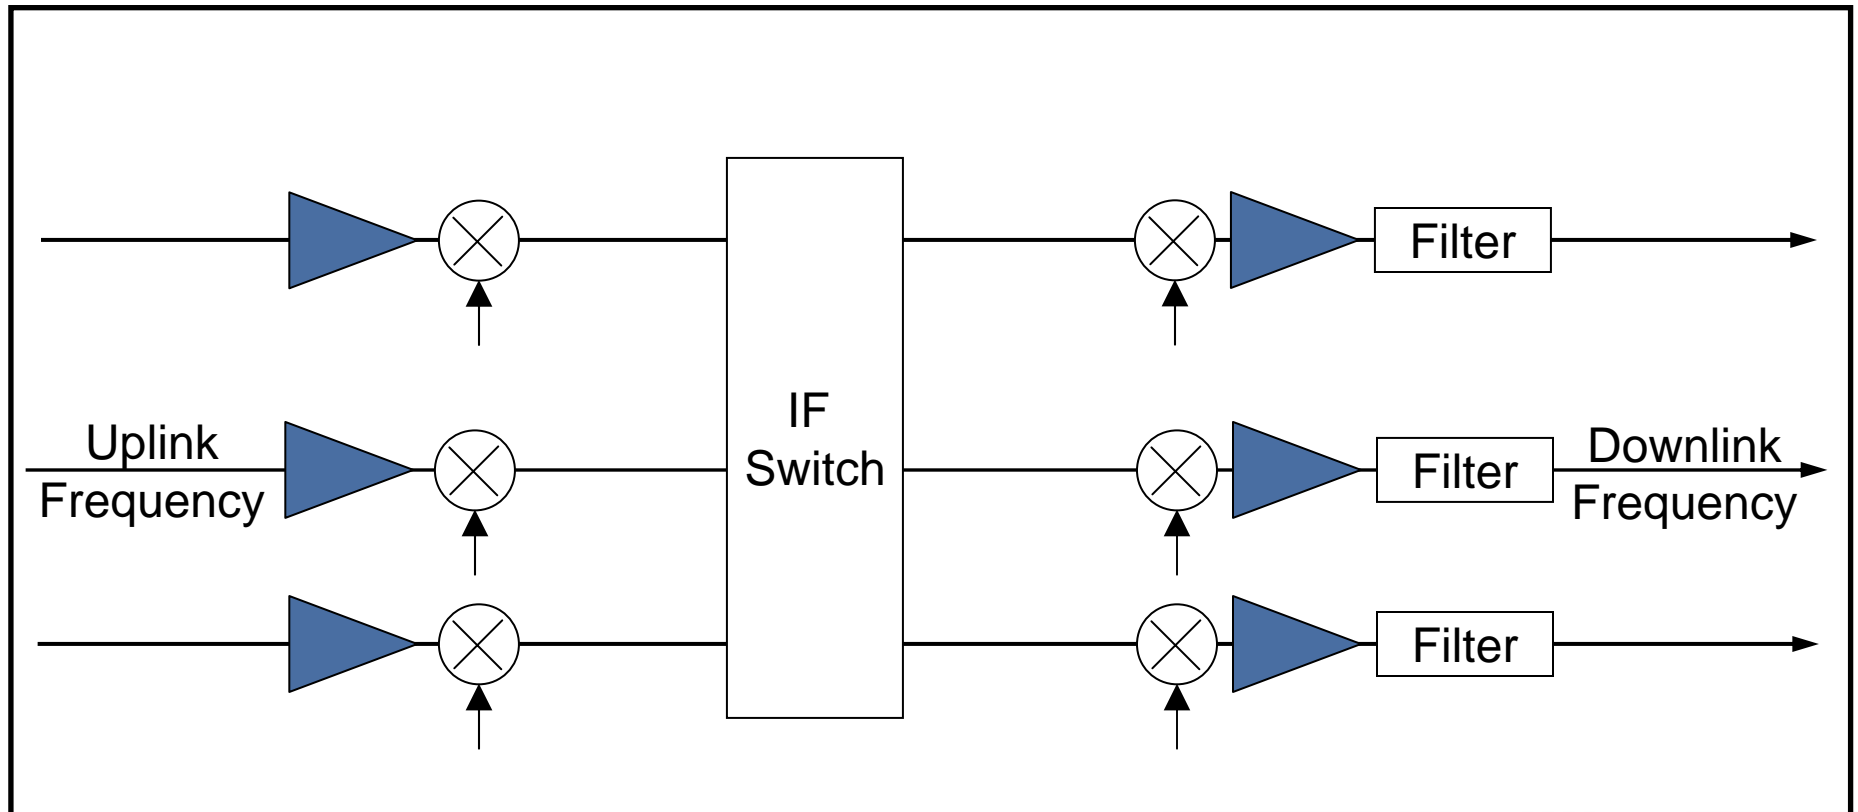 Filter
Uplink
Frequency
IF
Switch
Filter
Downlink
Frequency
Filter